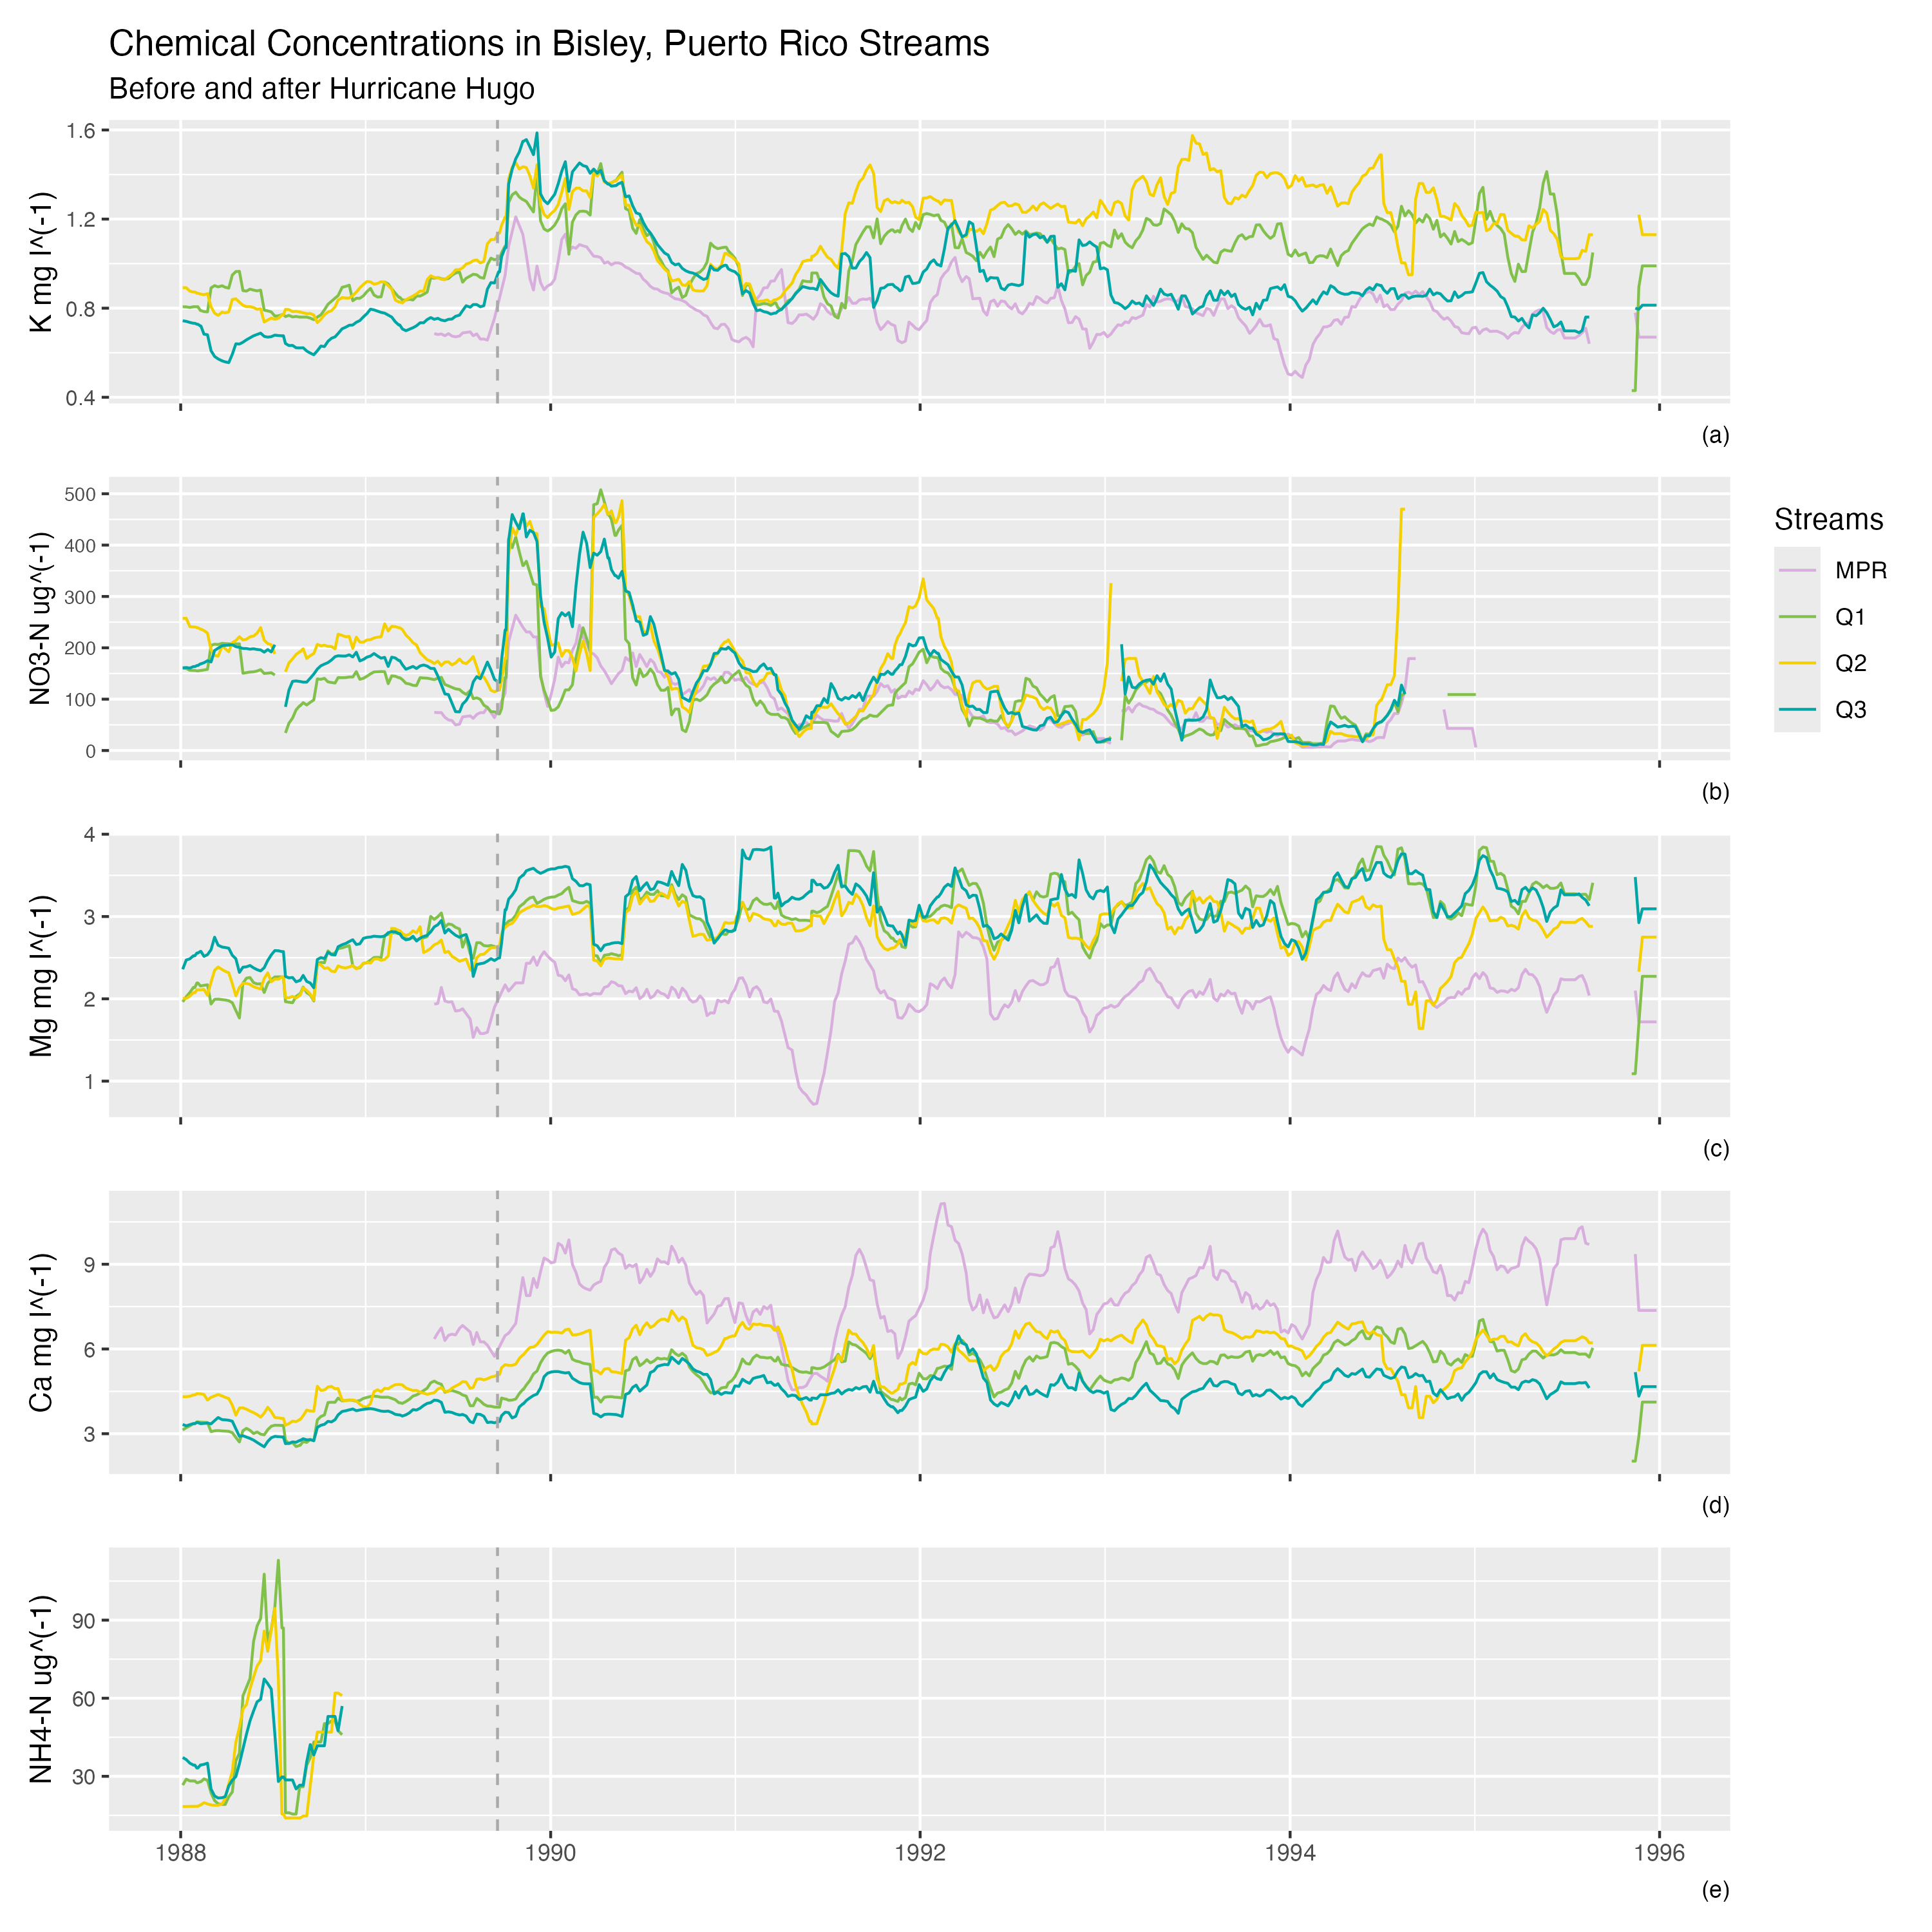 Chemical Concentrations in Bisley, Puerto Rico Streams
Before and after Hurricane Hugo
K mg l^(-1)
1.6
1.2
0.8
0.4
(a)
NO3-N ug^(-1)
500
400
300
200
100
0
(b)
Streams
MPR
Q1
Q2
Q3
Mg mg l^(-1)
4
3
2
1
(c)
Ca mg l^(-1)
9
6
3
(d)
NH4-N ug^(-1)
90
60
30
1988 1990 1992 1994 1996
(e)